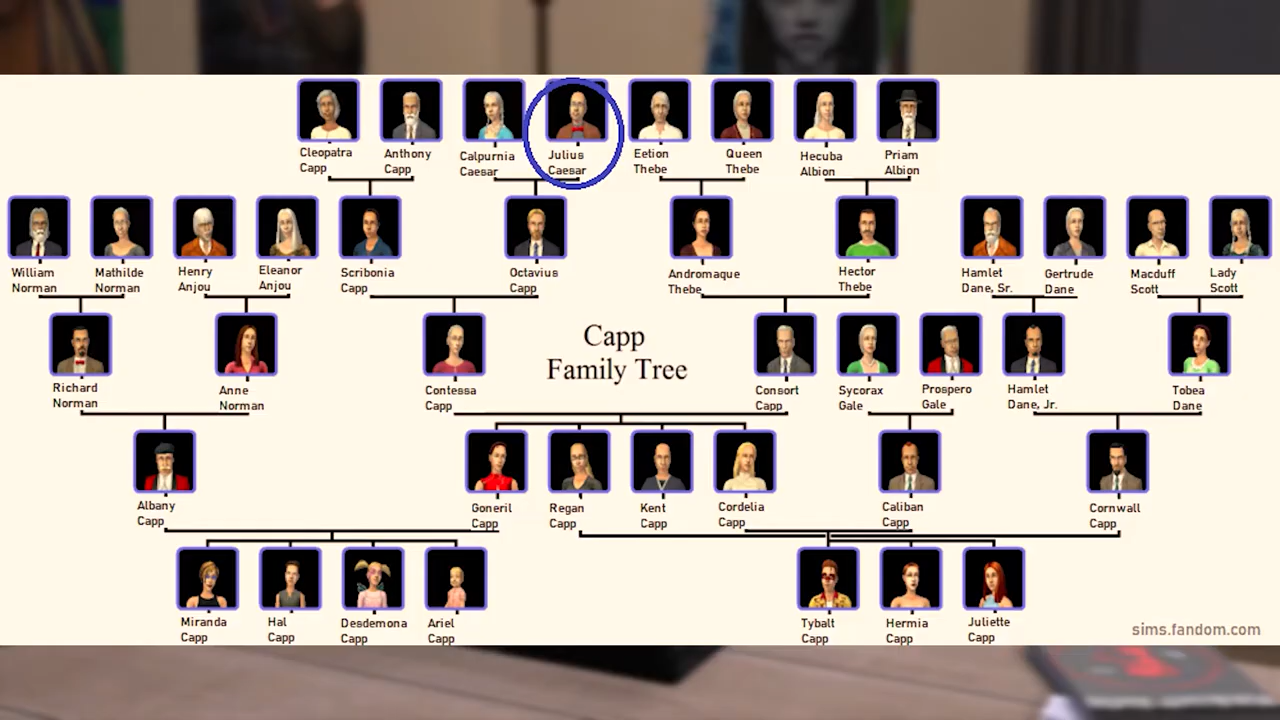 Cleopatra
Capp
Anthony
Capp
Calpurnia
Caesar
Julius
Caesar
Eetion
Thebe
Queen
Thebe
Hecuba
Albion
Priam
Albion
William
Norman
Mathilde
Norman
Henry
Anjou
Eleanor
Anjou
Scribonia
Capp
Octavius
Capp
Andromaque
Thebe
Hector
Thebe
Hamlet
Dane, Sr.
Gertrude
Dane
Macduff
Scott
Lady
Scott
Capp
Family Tree
Richard
Norman
Anne
Norman
Contessa
Capp
Consort
Capp
Sycorax
Gale
Prospero
Gale
Hamlet
Dane, Jr.
Tobea
Dane
Albany
Capp
Goneril
Capp
Regan
Capp
Kent
Capp
Cordelia
Capp
Caliban
Capp
Cornwall
Capp
Miranda
Capp
Hal
Capp
Desdemona
Capp
Ariel
Capp
Tybalt
Capp
Hermia
Capp
Juliette
Capp
sims.fandom.com